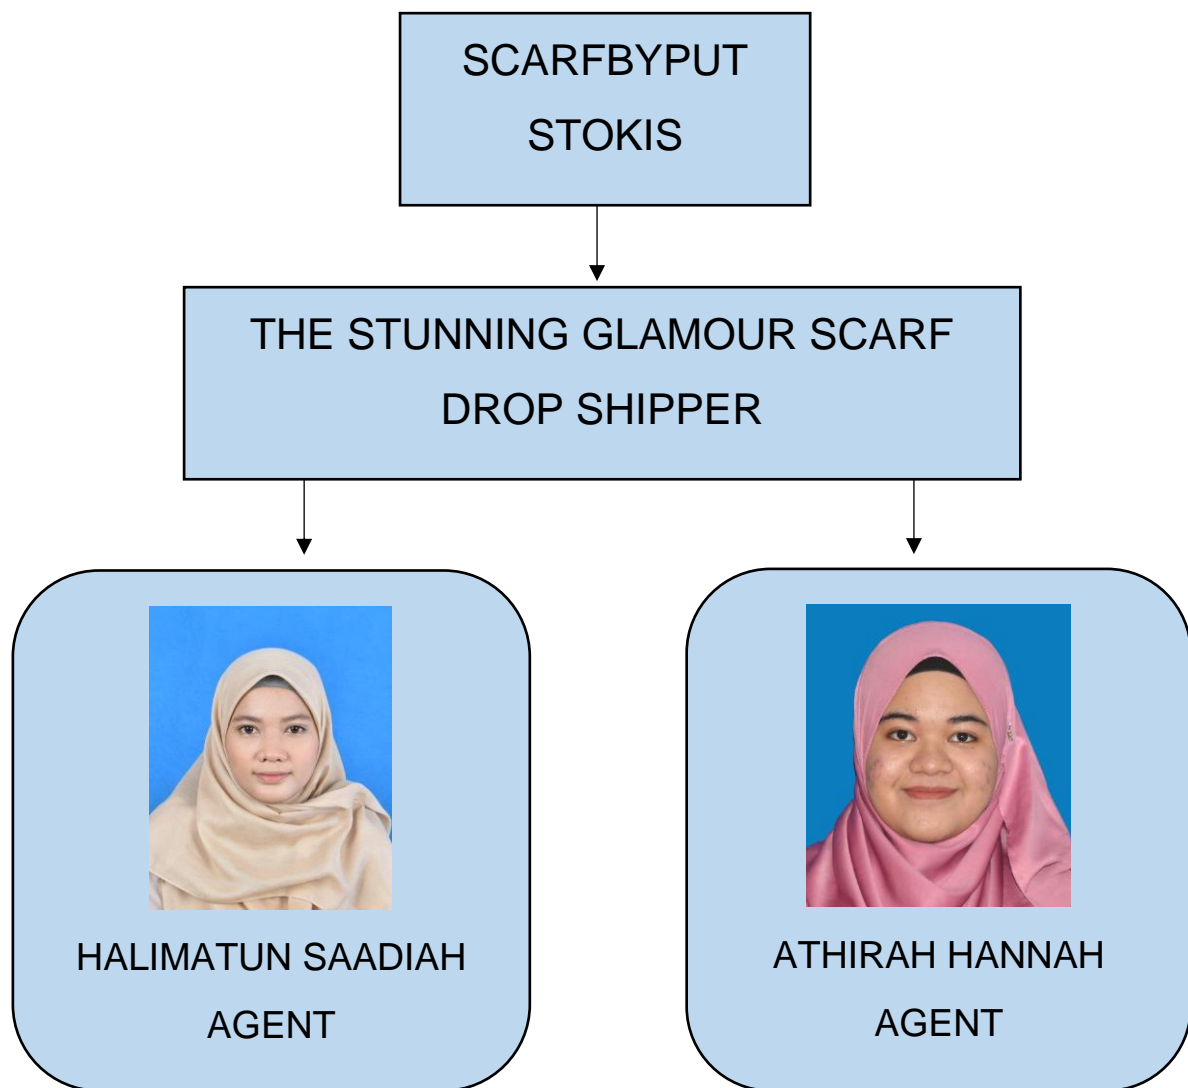 SCARFBYPUT
STOKIS
THE STUNNING GLAMOUR SCARF
DROP SHIPPER
HALIMATUN SAADIAH
AGENT
ATHIRAH HANNAH
AGENT